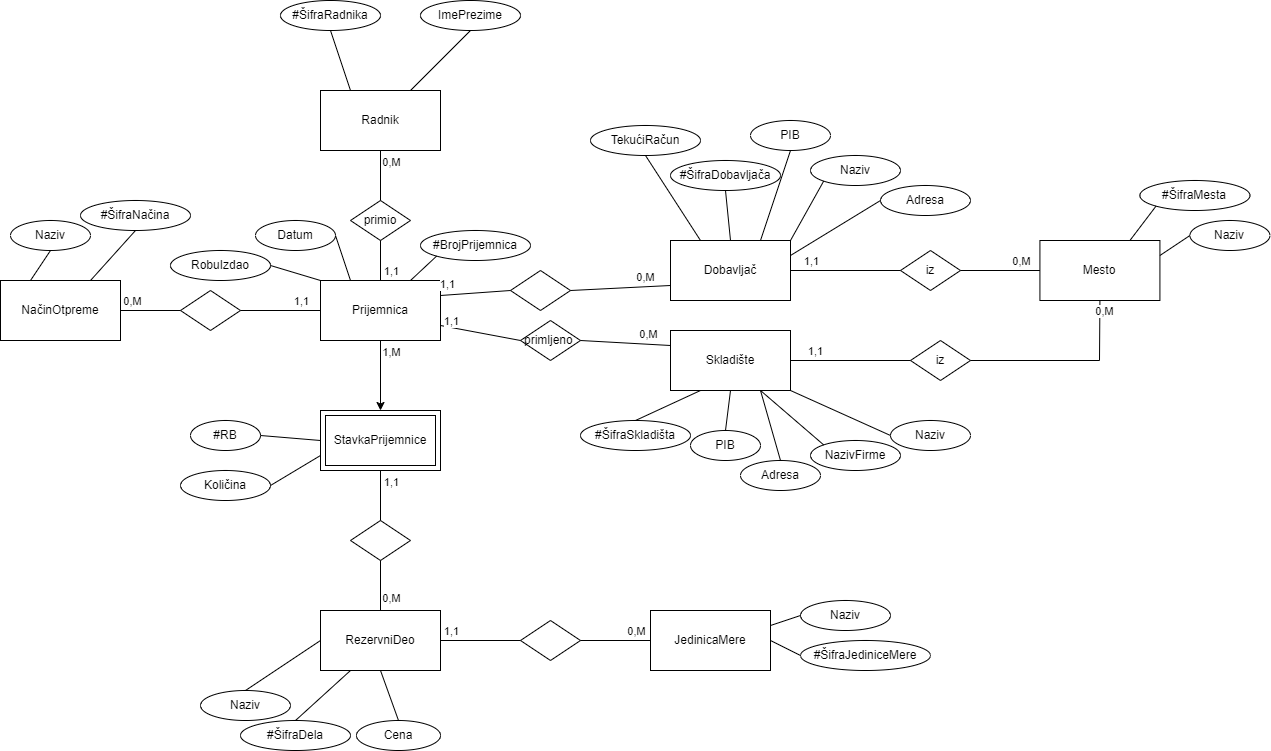 #ŠifraRadnika
ImePrezime
Radnik
0,M
primio
1,1
TekućiRačun
PIB
#ŠifraDobavljača
Naziv
Adresa
#ŠifraMesta
Naziv
#ŠifraNačina
Naziv
Datum
#BrojPrijemnica
RobuIzdao
NačinOtpreme
0,M
1,1
Prijemnica
1,1
0,M
Dobavljač
1,1
iz
0,M
Mesto
1,1
primljeno
0,M
Skladište
1,1
iz
0,M
1,M
#ŠifraSkladišta
PIB
Adresa
NazivFirme
Naziv
#RB
StavkaPrijemnice
Količina
1,1
0,M
RezervniDeo
1,1
0,M
JedinicaMere
Naziv
#ŠifraJediniceMere
Naziv
#ŠifraDela
Cena